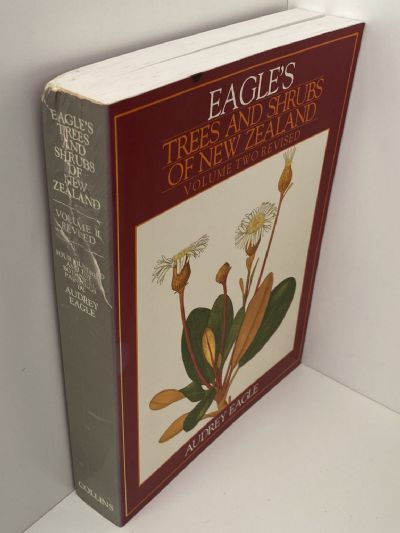 EAGLE'S
TREES AND SHRUBS
OF NEW ZEALAND
VOLUME TWO REVISED
AUDREY EAGLE
EAGLE'S
TREES
AND
SHRUBS
OF
NEW
ZEALAND
VOLUME II
REVISED
AUDREY
EAGLE
COLLINS